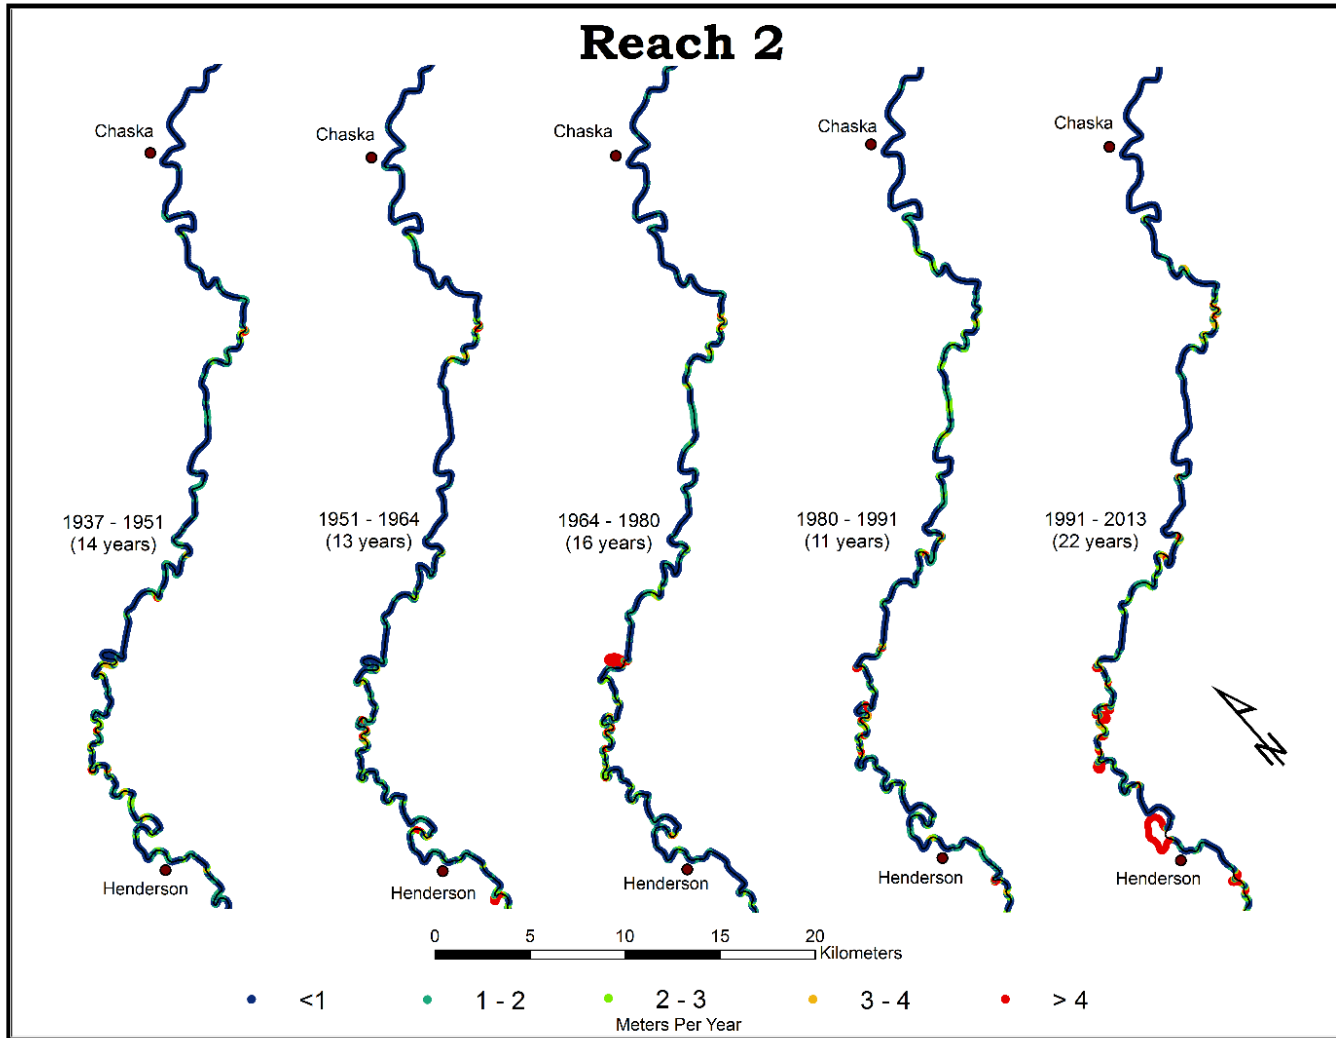 Reach 2
Chaska
Chaska
Chaska
Chaska
Chaska
1937 - 1951
(14 years)
1951 - 1964
(13 years)
1964 - 1980
(16 years)
1980 - 1991
(11 years)
1991 - 2013
(22 years)
N
Henderson
Henderson
Henderson
Henderson
Henderson
0 5 10 15 20
Kilometers
<1 1 - 2 2 - 3 3 - 4 > 4
Meters Per Year